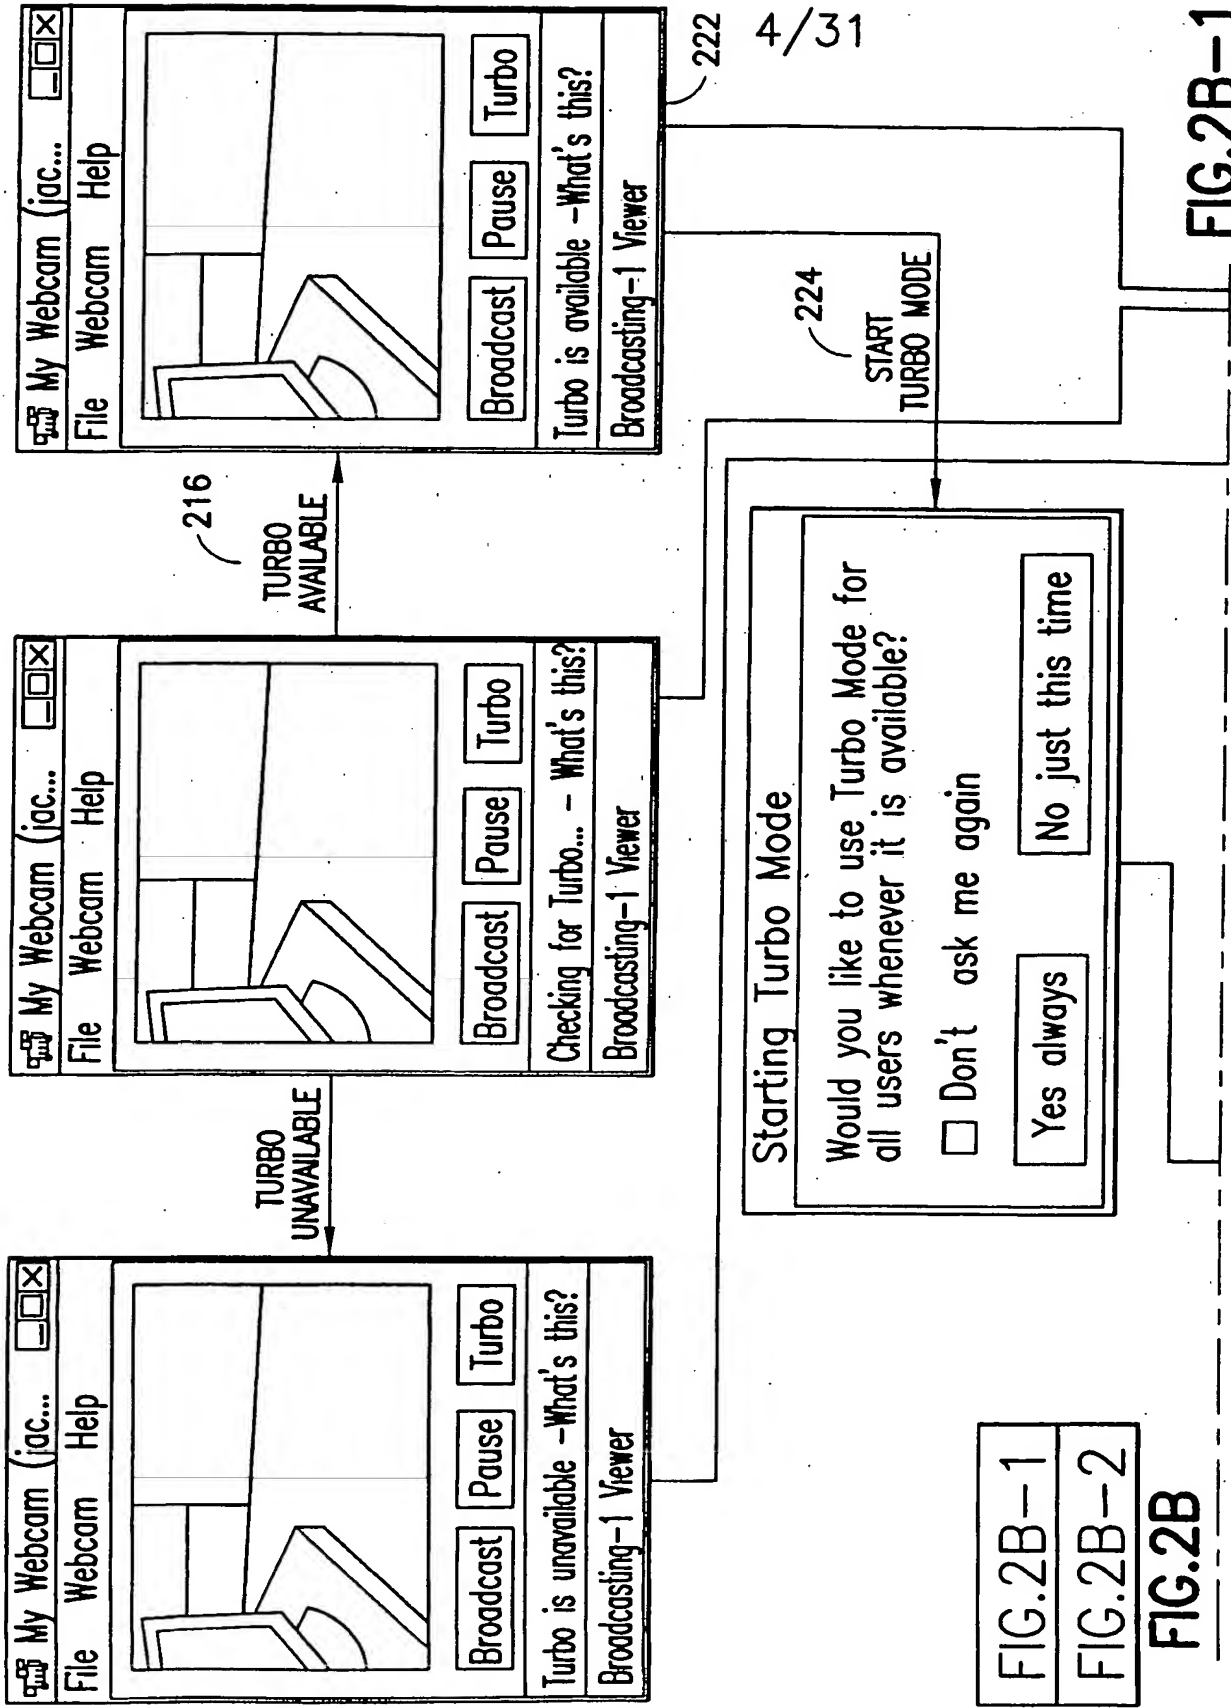 4/31
My Webcam (jac...
File Webcam Help
Broadcast Pause Turbo
Turbo is unavailable -What's this?
Broadcasting-1 Viewer
TURBO
UNAVAILABLE
My Webcam (jac...
File Webcam Help
Broadcast Pause Turbo
Checking for Turbo... - What's this?
Broadcasting-1 Viewer
TURBO
AVAILABLE
216
My Webcam (jac...
File Webcam Help
Broadcast Pause Turbo
Turbo is available -What's this?
Broadcasting-1 Viewer
222
START
TURBO MODE
224
Starting Turbo Mode
Would you like to use Turbo Mode for
all users whenever it is available?
Don't ask me again
Yes always No just this time
FIG.2B-1
FIG.2B-2
FIG.2B
FIG.2B-1